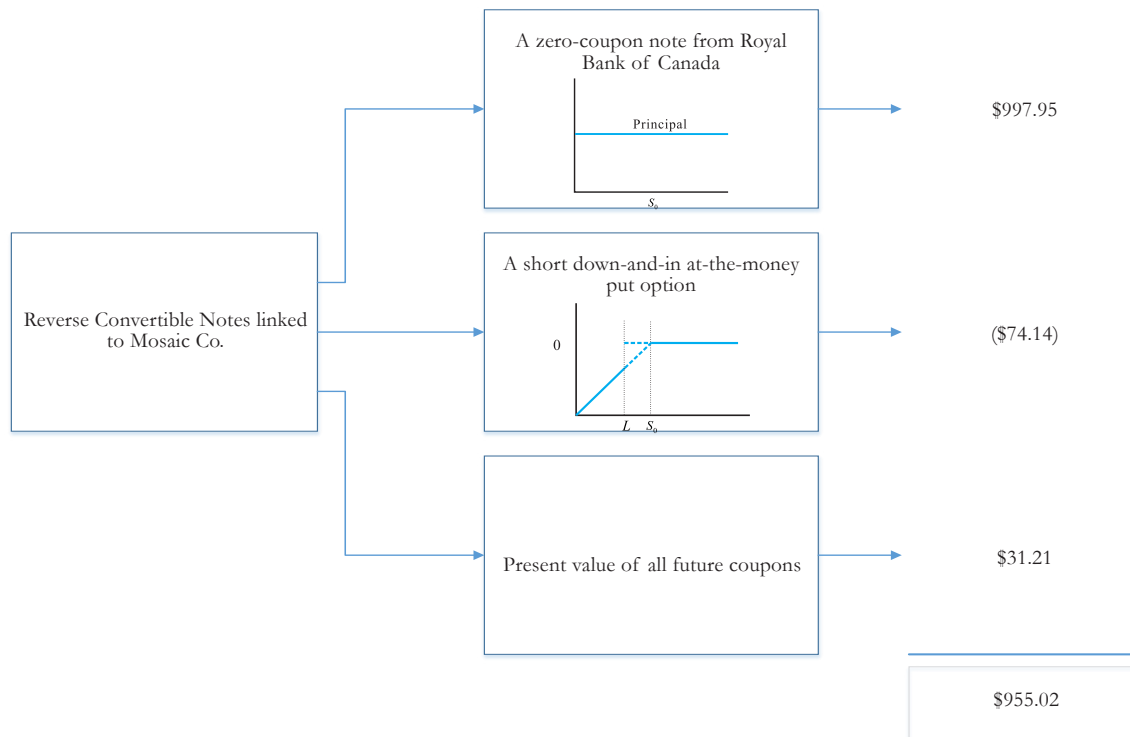 A zero-coupon note from Royal
Bank of Canada
Principal
S₀
$997.95
Reverse Convertible Notes linked
to Mosaic Co.
A short down-and-in at-the-money
put option
0
L S₀
($74.14)
Present value of all future coupons
$31.21
$955.02